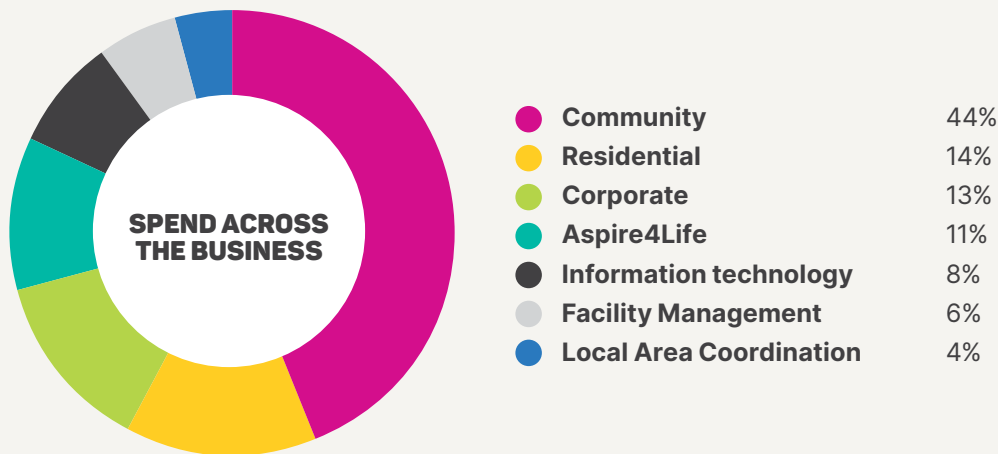 SPEND ACROSS
THE BUSINESS
Community 44%
Residential 14%
Corporate 13%
Aspire4Life 11%
Information technology 8%
Facility Management 6%
Local Area Coordination 4%